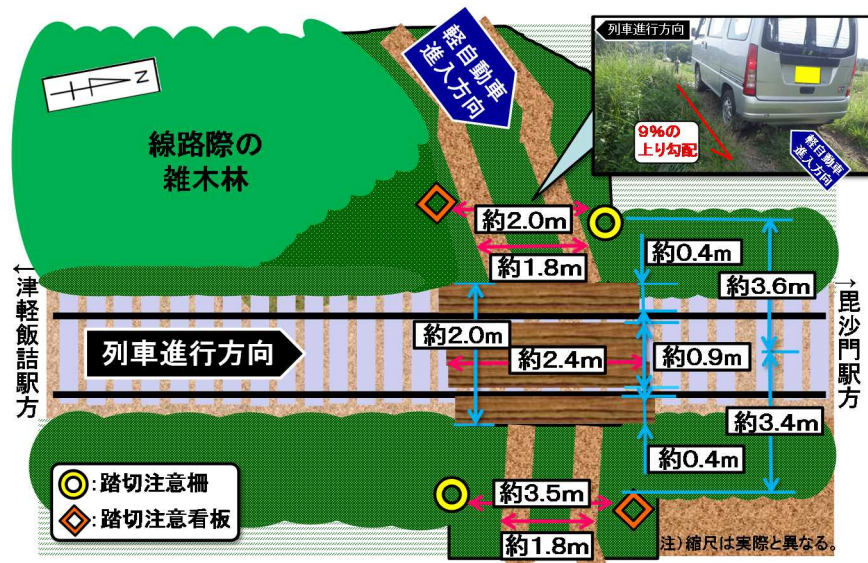 N
軽自動車
進入方向
列車進行方向
9%の
上り勾配
軽自動車
進入方向
線路際の
雑木林
約2.0m
約1.8m
約0.4m
約3.6m
←津軽飯詰駅方
→毘沙門駅方
列車進行方向
約2.0m
約2.4m
約0.9m
約3.4m
約0.4m
約3.5m
約1.8m
:踏切注意柵
:踏切注意看板
注)縮尺は実際と異なる。